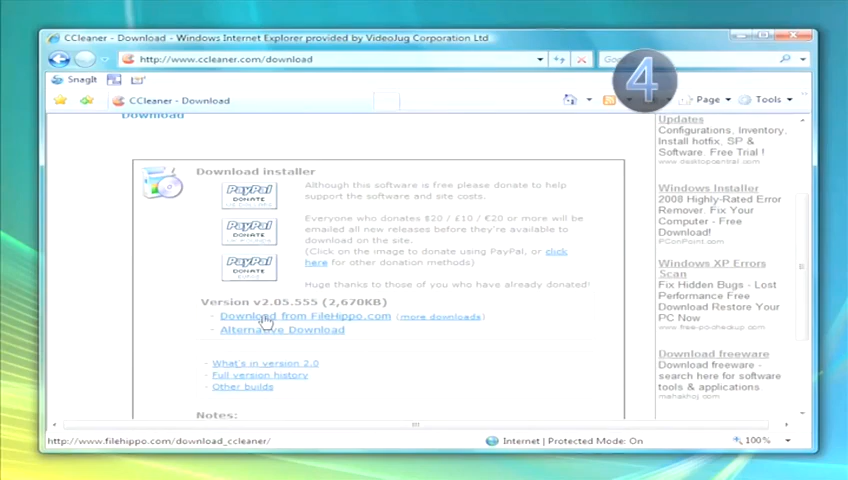 CCleaner - Download - Windows Internet Explorer provided by VideoJug Corporation Ltd
http://www.ccleaner.com/download
Goo
4
SnagIt
CCleaner - Download
Page
Tools
Download
Download installer
PayPal
DONATE
Although this software is free please donate to help
support the software and site costs.
PayPal
DONATE
Everyone who donates $20 / £10 / €20 or more will be
emailed all new releases before they're available to
download on the site.
(Click on the image to donate using PayPal, or click
here for other donation methods)
PayPal
DONATE
Huge thanks to those of you who have already donated!
Version v2.05.555 (2,670KB)
- Download from FileHippo.com (more downloads)
- Alternative Download
- What's in version 2.0
- Full version history
- Other builds
Notes:
Updates
Configurations, Inventory,
Install hotfix, SP &
Software. Free Trial !
www.desktopcentral.com
Windows Installer
2008 Highly-Rated Error
Remover. Fix Your
Computer - Free
Download!
PConPoint.com
Windows XP Errors
Scan
Fix Hidden Bugs - Lost
Performance Free
Download Restore Your
PC Now
www.free-pccheckup.com
Download freeware
Download freeware -
search here for software
tools & applications
mahakhoj.com
http://www.filehippo.com/download_ccleaner/
Internet | Protected Mode: On
100%